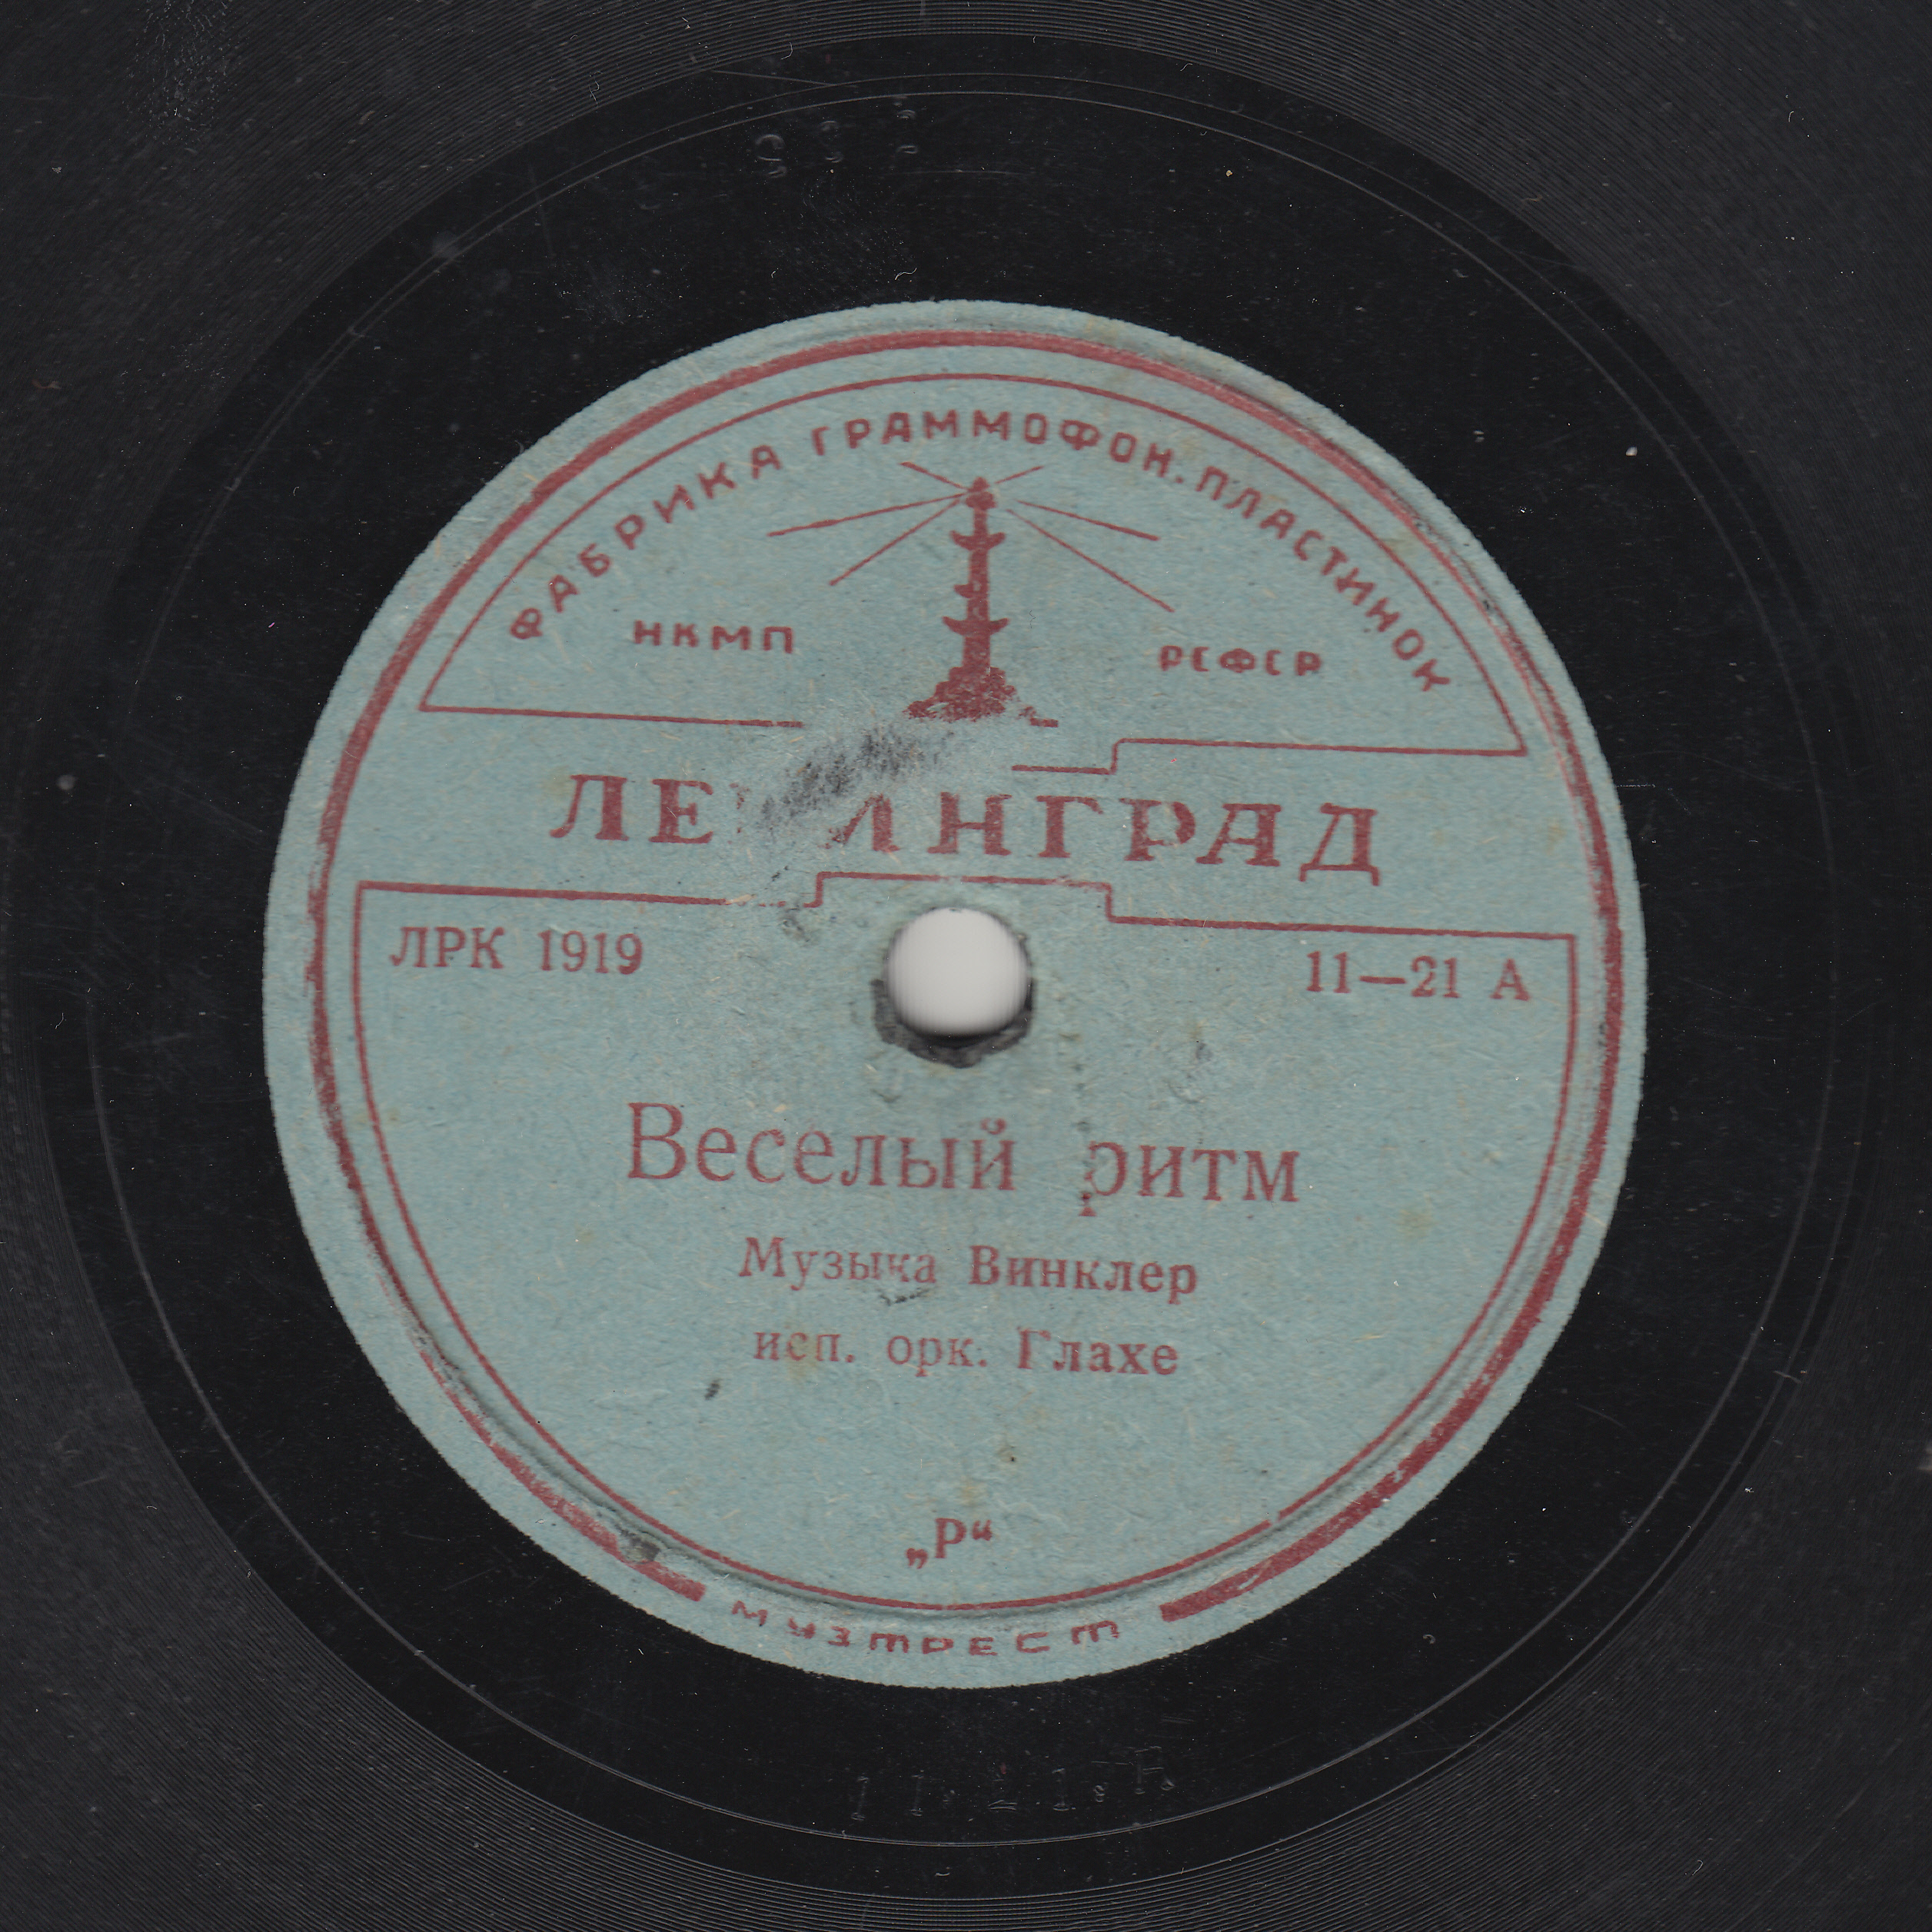 ФАБРИКА ГРАММОФОН. ПЛАСТИНОК
НКМП РСФСР
ЛЕНИНГРАД
ЛРК 1919 11—21 А
Веселый ритм
Музыка Винклер
исп. орк. Глахе
„Р“
МУЗТРЕСТ